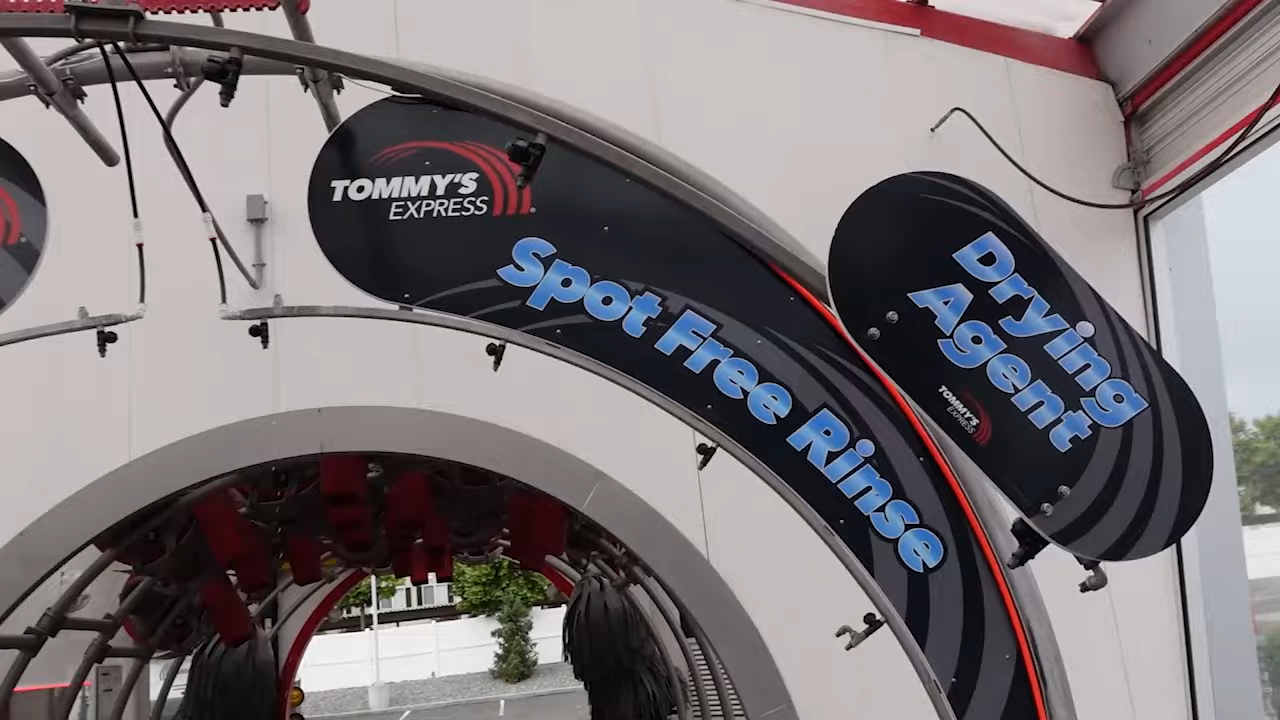 TOMMY'S
EXPRESS
Spot Free Rinse
Drying
Agent
TOMMY'S
EXPRESS